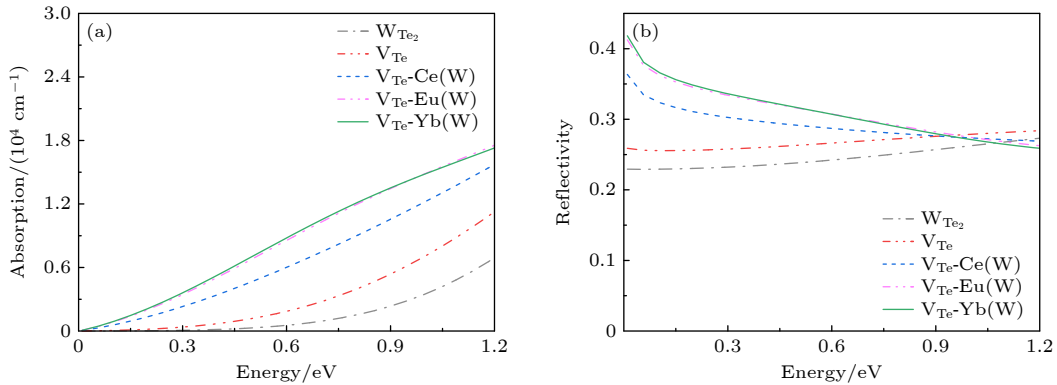 (a)
W_Te₂
V_Te
V_Te-Ce(W)
V_Te-Eu(W)
V_Te-Yb(W)
Absorption/(10⁴ cm⁻¹)
3.0
2.4
1.8
1.2
0.6
0
0 0.3 0.6 0.9 1.2
Energy/eV
(b)
W_Te₂
V_Te
V_Te-Ce(W)
V_Te-Eu(W)
V_Te-Yb(W)
Reflectivity
0.4
0.3
0.2
0.1
0
0 0.3 0.6 0.9 1.2
Energy/eV